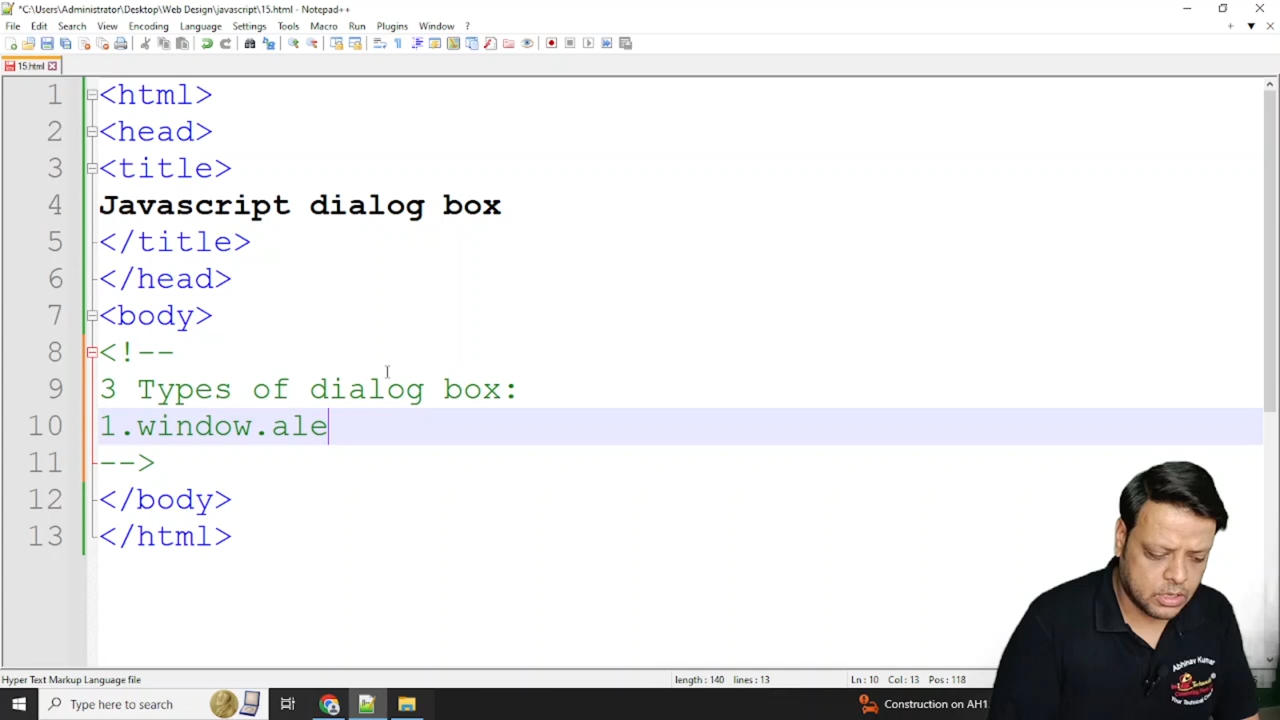 *C:\Users\Administrator\Desktop\Web Design\javascript\15.html - Notepad++
File Edit Search View Encoding Language Settings Tools Macro Run Plugins Window ?
15.html
1 <html>
2 <head>
3 <title>
4 Javascript dialog box
5 </title>
6 </head>
7 <body>
8 <!--
9 3 Types of dialog box:
10 1.window.ale
11 -->
12 </body>
13 </html>
Abhinav Kumar
Hyper Text Markup Language file length : 140 lines : 13 Ln : 10 Col : 13 Pos : 118
Type here to search Construction on AH1